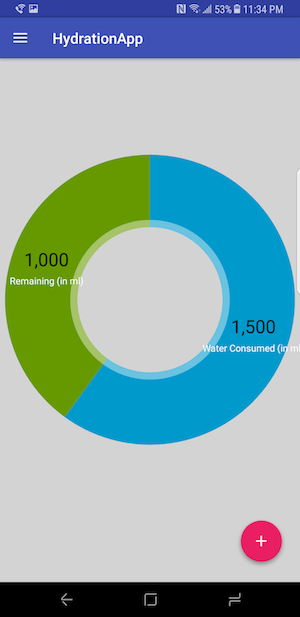 53% 11:34 PM
HydrationApp
1,000
Remaining (in ml)
1,500
Water Consumed (in ml